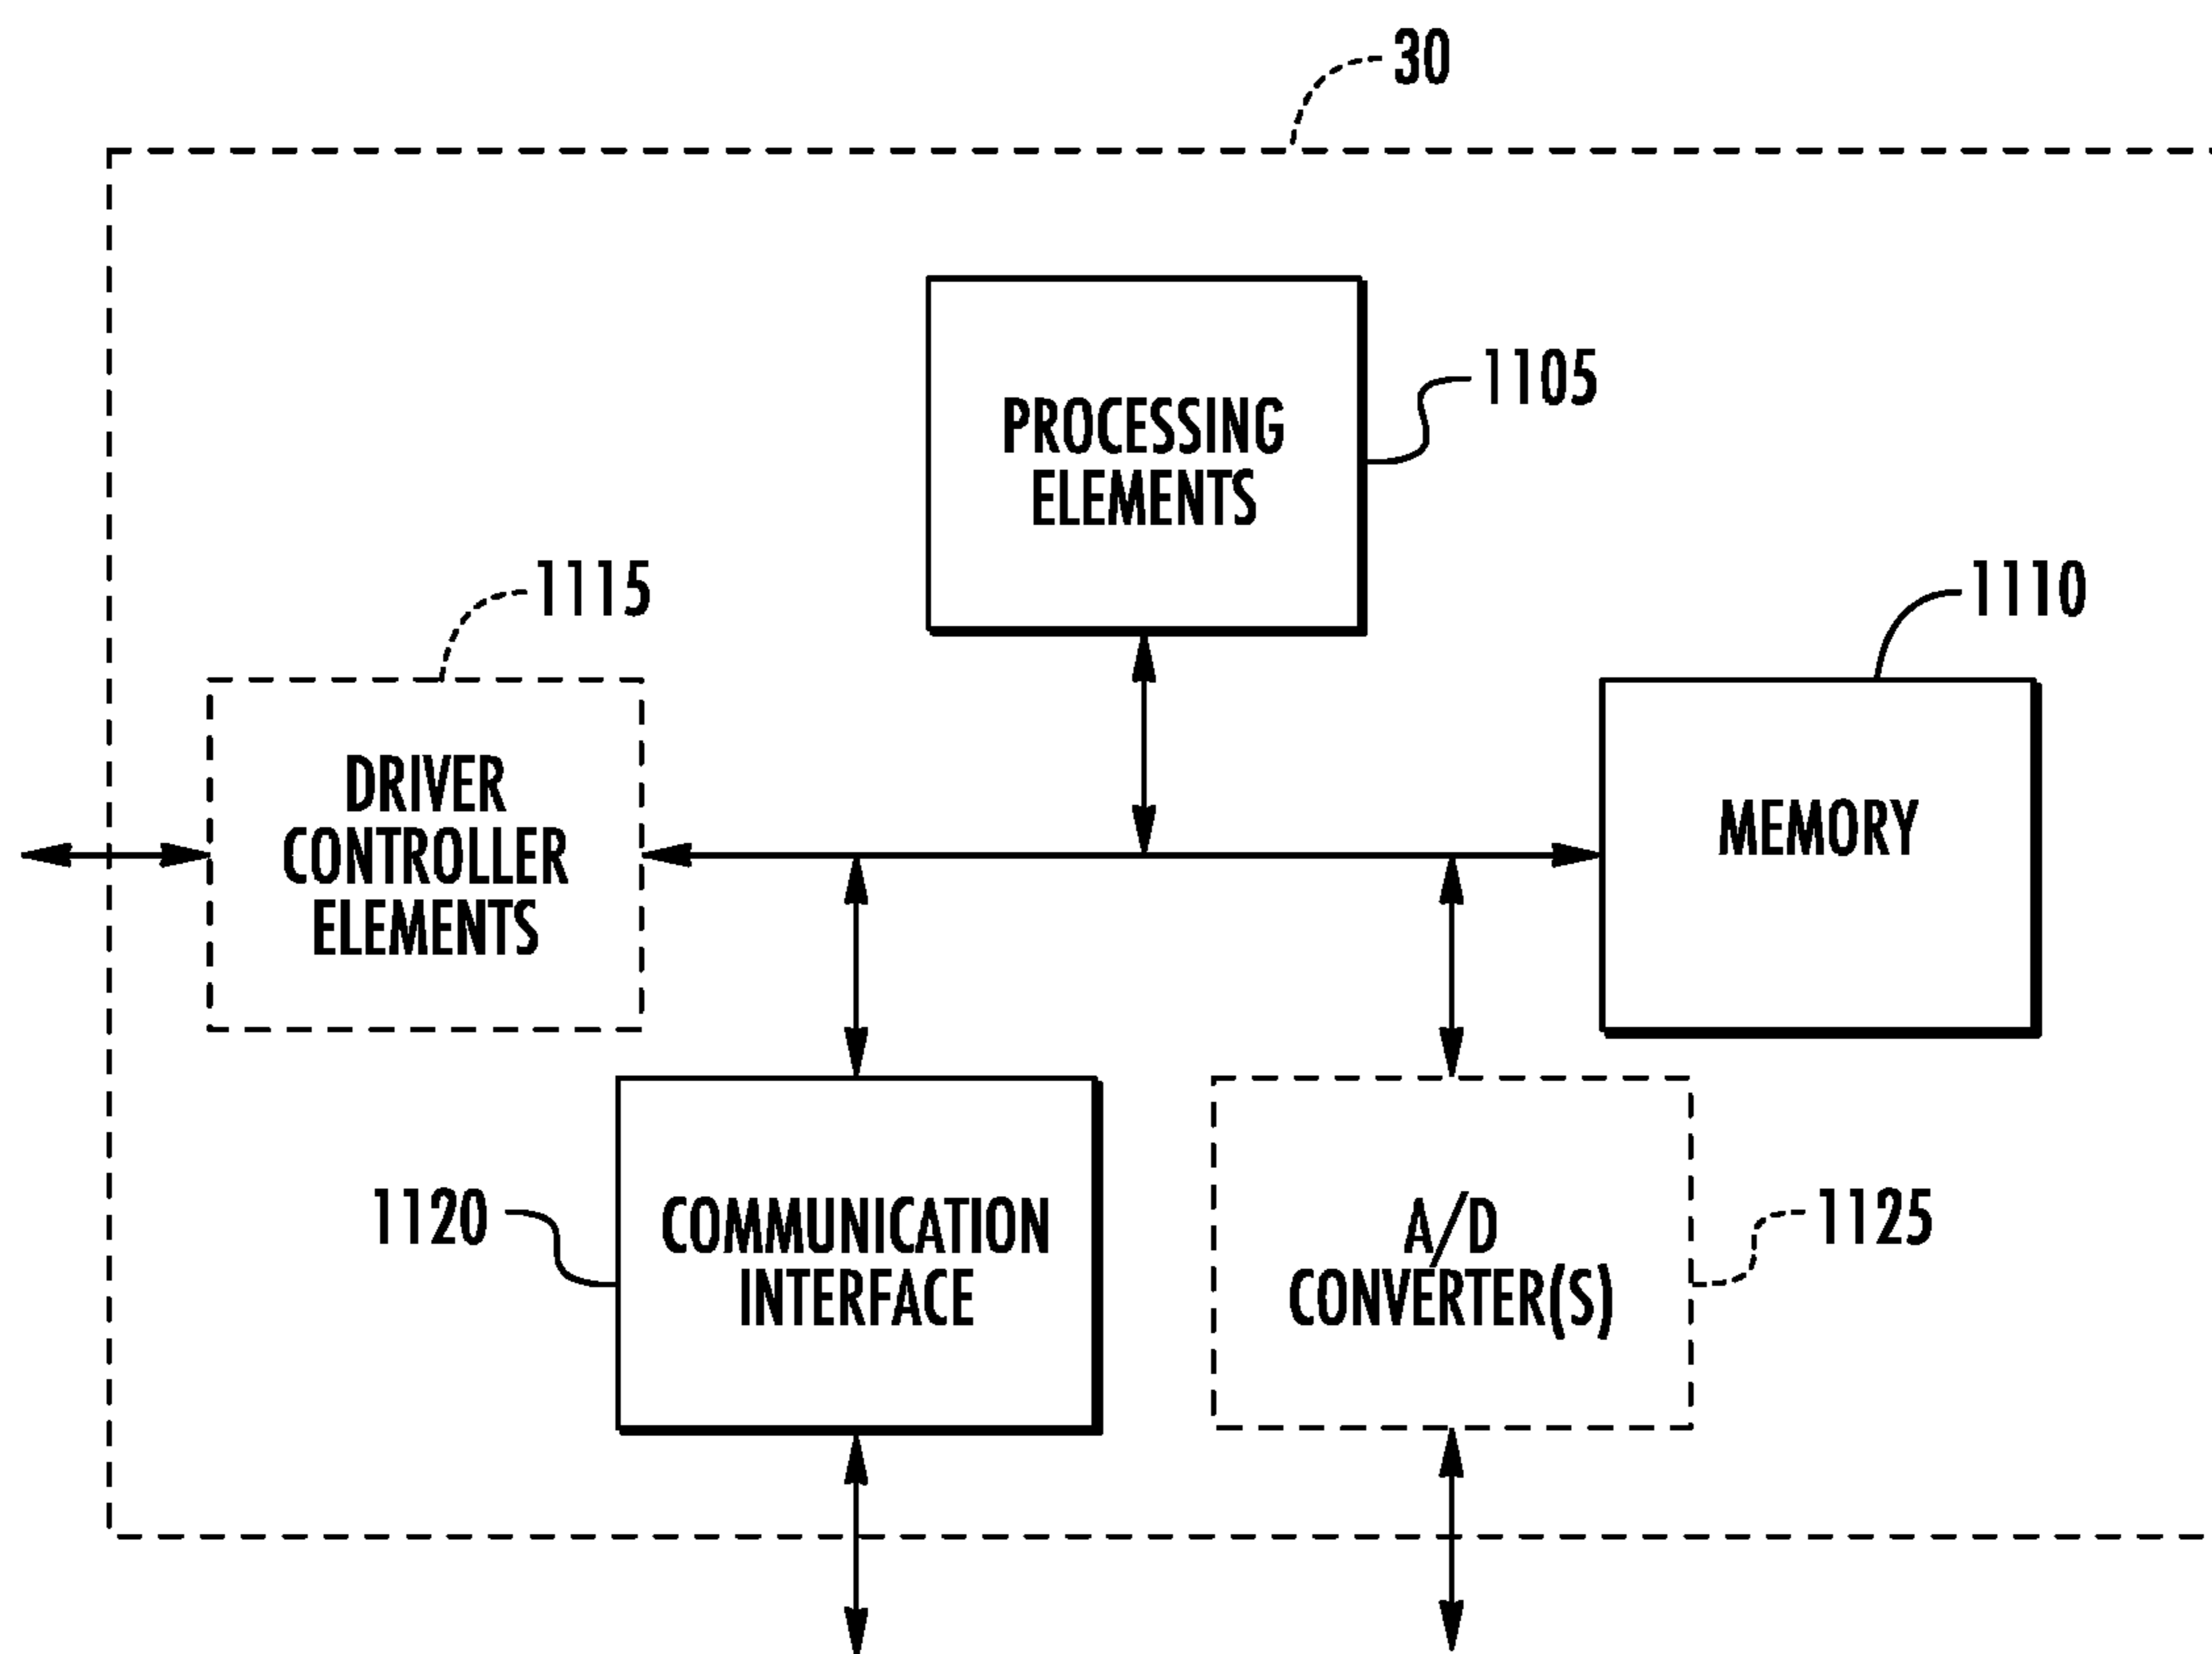 30
PROCESSING
ELEMENTS
1105
1115
1110
DRIVER
CONTROLLER
ELEMENTS
MEMORY
1120
COMMUNICATION
INTERFACE
A/D
CONVERTER(S)
1125